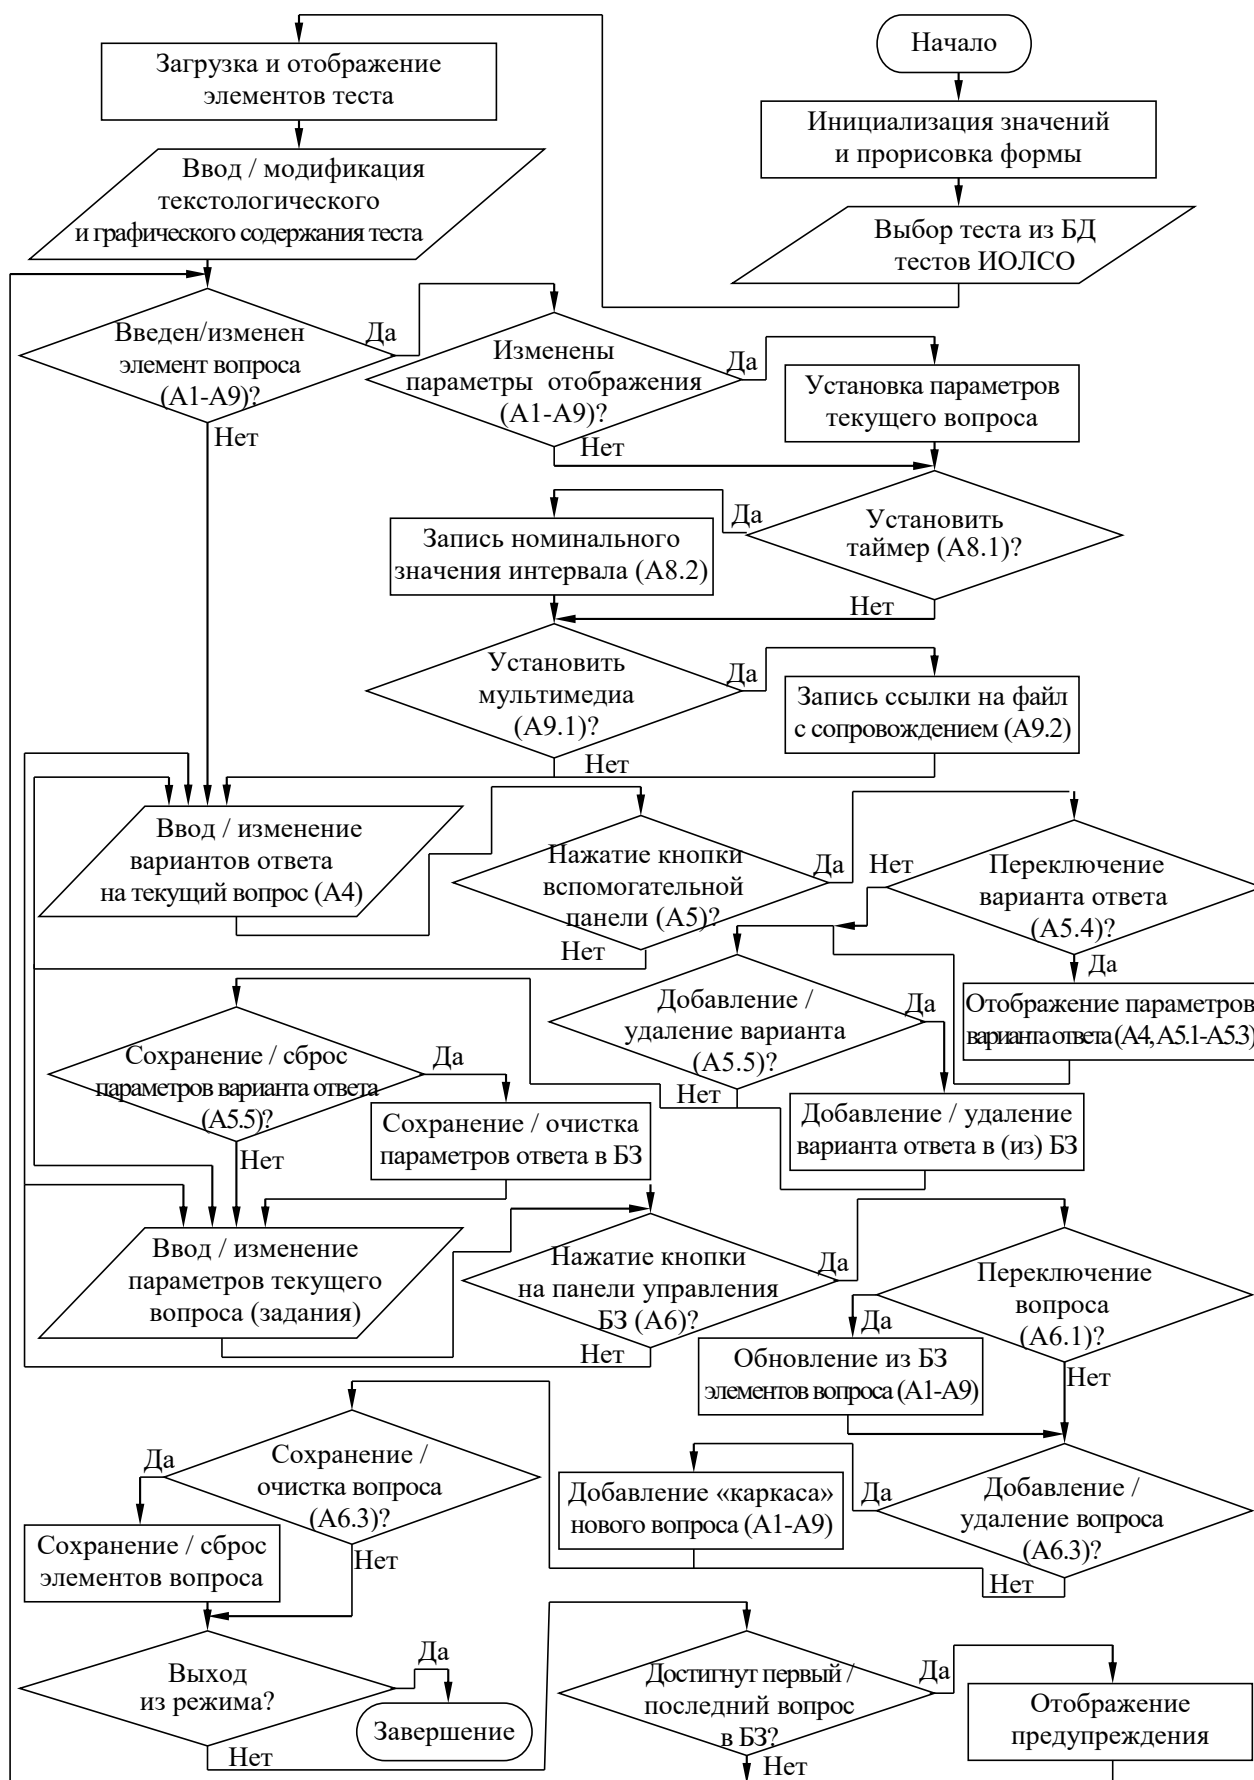 Начало
Инициализация значений
и прорисовка формы
Выбор теста из БД
тестов ИОЛСО
Загрузка и отображение
элементов теста
Ввод / модификация
текстологического
и графического содержания теста
Введен/изменен
элемент вопроса
(А1-А9)?
Да
Нет
Изменены
параметры отображения
(А1-А9)?
Да
Нет
Установка параметров
текущего вопроса
Установить
таймер (А8.1)?
Да
Нет
Запись номинального
значения интервала (А8.2)
Установить
мультимедиа
(А9.1)?
Да
Нет
Запись ссылки на файл
с сопровождением (А9.2)
Ввод / изменение
вариантов ответа
на текущий вопрос (А4)
Нажатие кнопки
вспомогательной
панели (А5)?
Да
Нет
Переключение
варианта ответа
(А5.4)?
Нет
Да
Отображение параметров
варианта ответа (А4, А5.1-А5.3)
Добавление /
удаление варианта
(А5.5)?
Да
Нет
Добавление / удаление
варианта ответа в (из) БЗ
Сохранение / сброс
параметров варианта ответа
(А5.5)?
Да
Нет
Сохранение / очистка
параметров ответа в БЗ
Ввод / изменение
параметров текущего
вопроса (задания)
Нажатие кнопки
на панели управления
БЗ (А6)?
Да
Нет
Переключение
вопроса
(А6.1)?
Да
Нет
Обновление из БЗ
элементов вопроса (А1-А9)
Добавление /
удаление вопроса
(А6.3)?
Да
Нет
Добавление «каркаса»
нового вопроса (А1-А9)
Сохранение /
очистка вопроса
(А6.3)?
Да
Нет
Сохранение / сброс
элементов вопроса
Выход
из режима?
Да
Нет
Завершение
Достигнут первый /
последний вопрос
в БЗ?
Да
Нет
Отображение
предупреждения